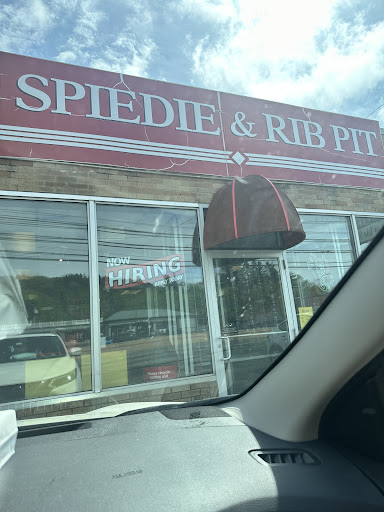 SPIEDIE & RIB PIT
NOW
HIRING